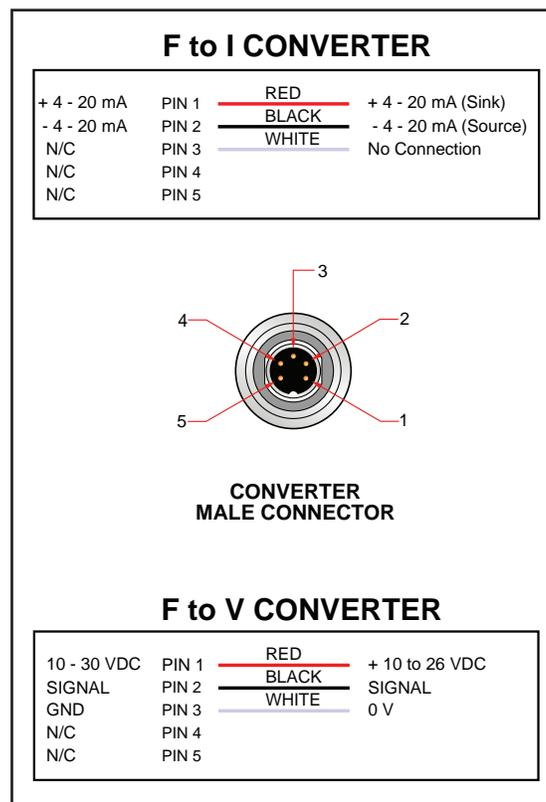 F to I CONVERTER
+ 4 - 20 mA PIN 1 RED + 4 - 20 mA (Sink)
- 4 - 20 mA PIN 2 BLACK - 4 - 20 mA (Source)
N/C PIN 3 WHITE No Connection
N/C PIN 4
N/C PIN 5
3
4 2
5 1
CONVERTER
MALE CONNECTOR
F to V CONVERTER
10 - 30 VDC PIN 1 RED + 10 to 26 VDC
SIGNAL PIN 2 BLACK SIGNAL
GND PIN 3 WHITE 0 V
N/C PIN 4
N/C PIN 5